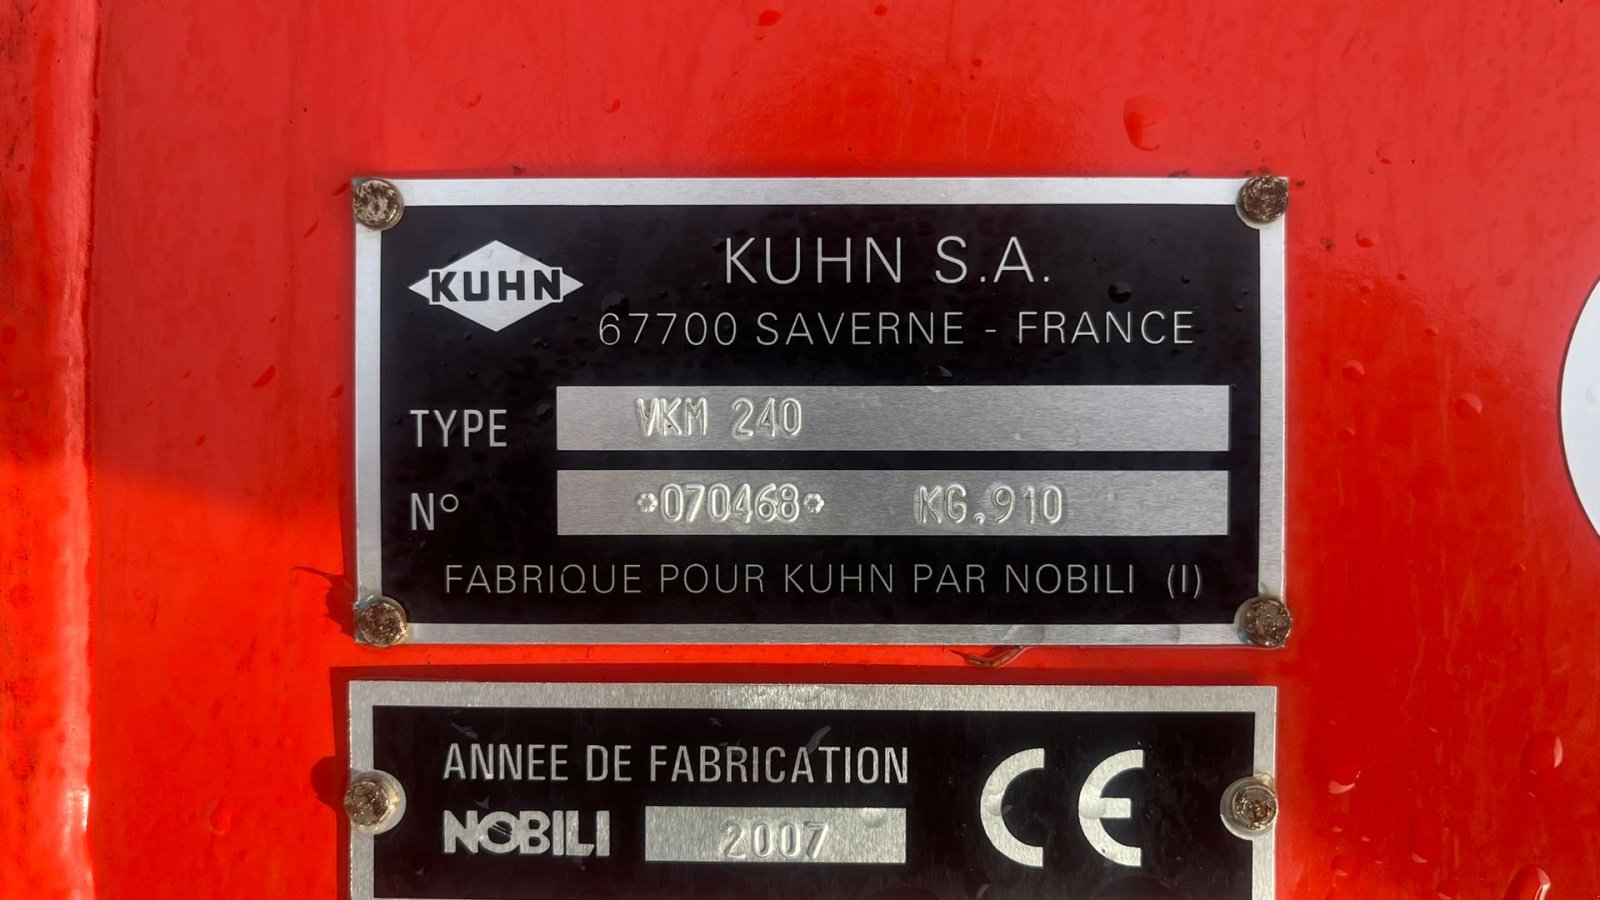 KUHN
KUHN S.A.
67700 SAVERNE - FRANCE
TYPE VKM 240
N° *070468* KG.910
FABRIQUE POUR KUHN PAR NOBILI (I)
ANNEE DE FABRICATION
NOBILI 2007
CE